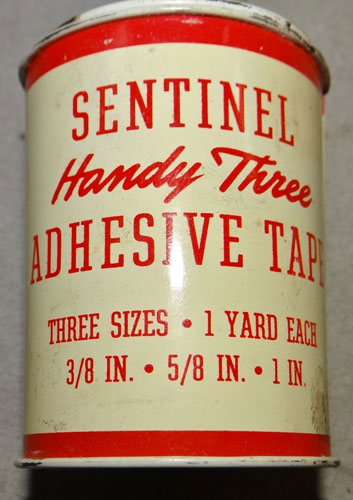 SENTINEL
Handy Three
ADHESIVE TAPE
THREE SIZES • 1 YARD EACH
3/8 IN. • 5/8 IN. • 1 IN.